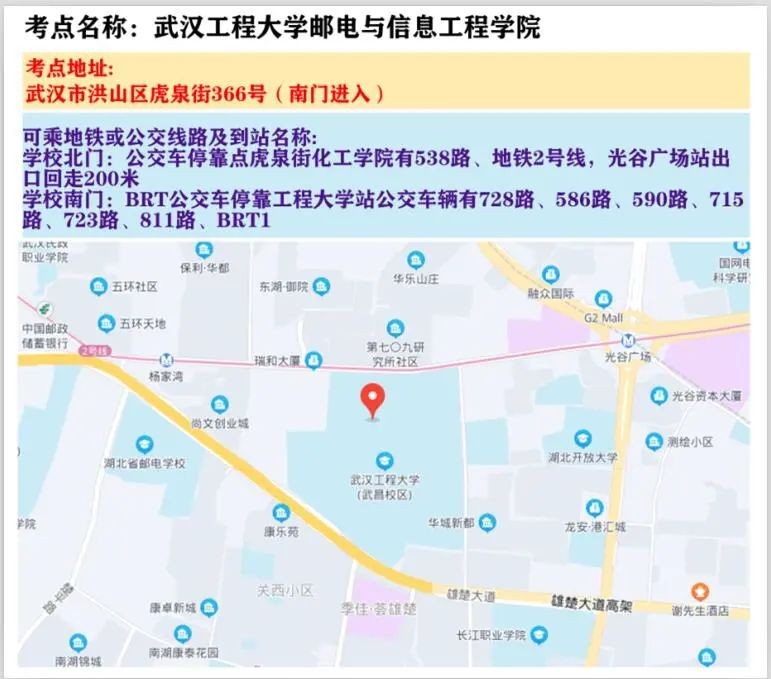 考点名称：武汉工程大学邮电与信息工程学院
考点地址：
武汉市洪山区虎泉街366号（南门进入）
可乘地铁或公交线路及到站名称：
学校北门：公交车停靠点虎泉街化工学院有538路、地铁2号线，光谷广场站出
口回走200米
学校南门：BRT公交车停靠工程大学站公交车辆有728路、586路、590路、715
路、723路、811路、BRT1
武汉民政
职业学院
保利·华都
华乐山庄
国网电
科学研究
五环社区
东湖·御院
融众国际
G2 Mall
中国邮政
储蓄银行
五环天地
第七〇九研
究所社区
2号线
杨家湾
瑞和大厦
光谷广场
光谷资本大厦
尚文创业城
测绘小区
湖北省邮电学校
武汉工程大学
(武昌校区)
湖北开放大学
学院
康乐苑
华城新都
龙安·港汇城
关西小区
雄楚大道
雄楚大道高架
康卓新城
季佳·荟雄楚
谢先生酒店
南湖锦城
南湖康泰花园
长江职业学院